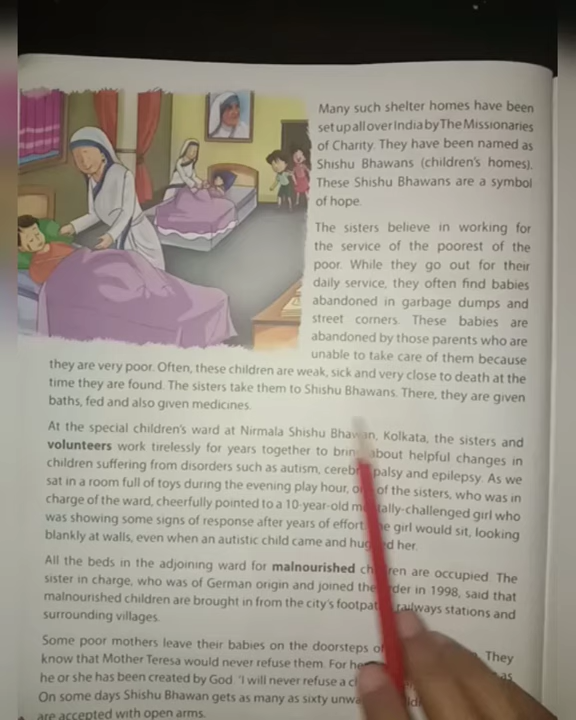 Many such shelter homes have been
set up all over India by The Missionaries
of Charity. They have been named as
Shishu Bhawans (children's homes).
These Shishu Bhawans are a symbol
of hope.
The sisters believe in working for
the service of the poorest of the
poor. While they go out for their
daily service, they often find babies
abandoned in garbage dumps and
street corners. These babies are
abandoned by those parents who are
unable to take care of them because
they are very poor. Often, these children are weak, sick and very close to death at the
time they are found. The sisters take them to Shishu Bhawans. There, they are given
baths, fed and also given medicines.
At the special children's ward at Nirmala Shishu Bhawan, Kolkata, the sisters and
volunteers work tirelessly for years together to bring about helpful changes in
children suffering from disorders such as autism, cerebral palsy and epilepsy. As we
sat in a room full of toys during the evening play hour, one of the sisters, who was in
charge of the ward, cheerfully pointed to a 10-year-old mentally-challenged girl who
was showing some signs of response after years of effort. The girl would sit, looking
blankly at walls, even when an autistic child came and hugged her.
All the beds in the adjoining ward for malnourished children are occupied. The
sister in charge, who was of German origin and joined the order in 1998, said that
malnourished children are brought in from the city's footpaths, railways stations and
surrounding villages.
Some poor mothers leave their babies on the doorsteps of They
know that Mother Teresa would never refuse them. For he
he or she has been created by God. 'I will never refuse a as
On some days Shishu Bhawan gets as many as sixty
are accepted with open arms.